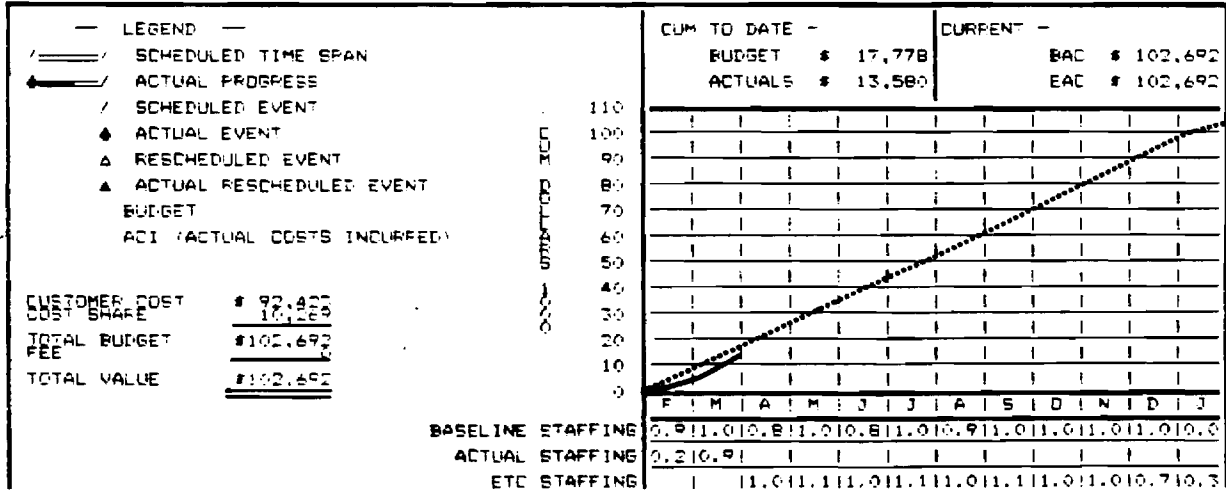 — LEGEND —
SCHEDULED TIME SPAN
ACTUAL PROGRESS
/ SCHEDULED EVENT
ACTUAL EVENT
RESCHEDULED EVENT
ACTUAL RESCHEDULED EVENT
BUDGET
ACI (ACTUAL COSTS INCURRED)
CUSTOMER COST $ 92,422
COST SHARE 10,269
TOTAL BUDGET $102,692
FEE 0
TOTAL VALUE $102,692
CUM TO DATE -
BUDGET $ 17,778
ACTUALS $ 13,580
CURRENT -
BAC $ 102,692
EAC $ 102,692
CUM DOLLARS 1000
110
100
90
80
70
60
50
40
30
20
10
0
F M A M J J A S O N D J
BASELINE STAFFING 0.9 1.0 0.8 1.0 0.8 1.0 0.9 1.0 1.0 1.0 1.0 0.0
ACTUAL STAFFING 0.2 0.9
ETC STAFFING 1.0 1.1 1.0 1.1 1.0 1.1 1.0 1.0 0.7 0.3